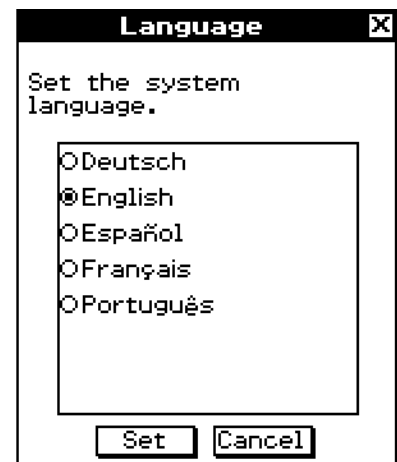 Language
Set the system
language.
Deutsch
English
Español
Français
Português
Set Cancel